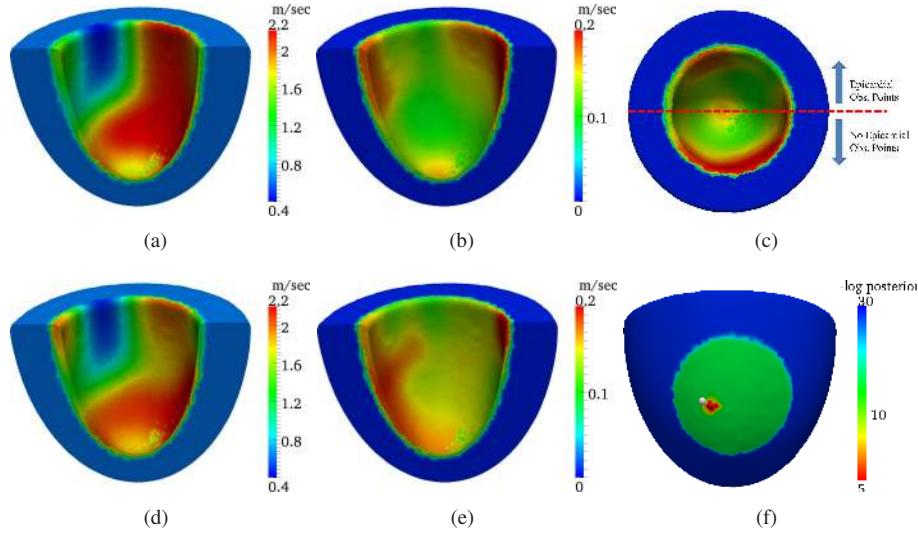 m/sec
2.2
2
1.6
1.2
0.8
0.4
(a)
m/sec
0.2
0.1
0
(b)
Epicardial
Obs. Points
No Epicardial
Obs. Points
(c)
m/sec
2.2
2
1.6
1.2
0.8
0.4
(d)
m/sec
0.2
0.1
0
(e)
-log posterior
30
10
5
(f)